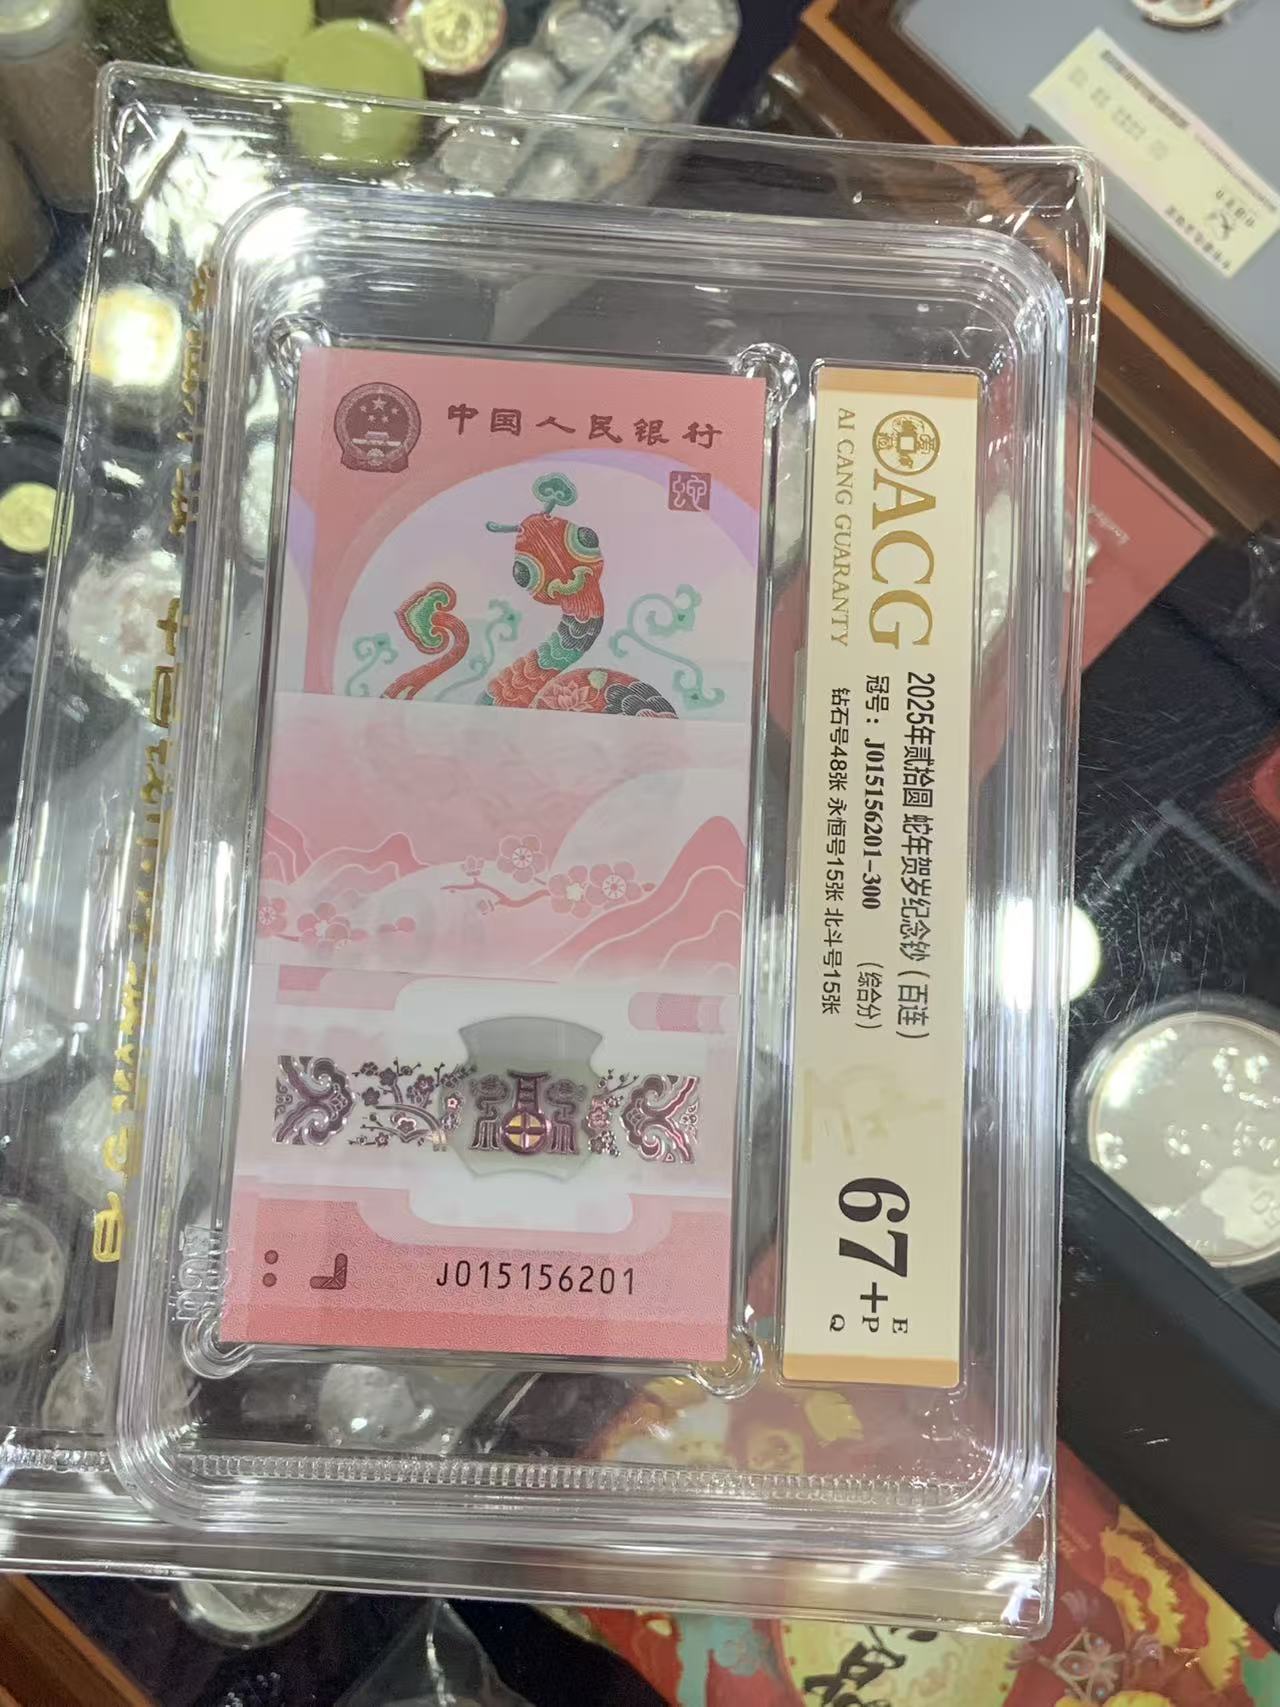 中国人民银行
蛇
J015156201
ACG
AI CANG GUARANTY
2025年贰拾圆 蛇年贺岁纪念钞（百连）
冠号：J015156201-300 （综合分）
钻石号48张 永恒号15张 北斗号15张
67+
E
P
Q